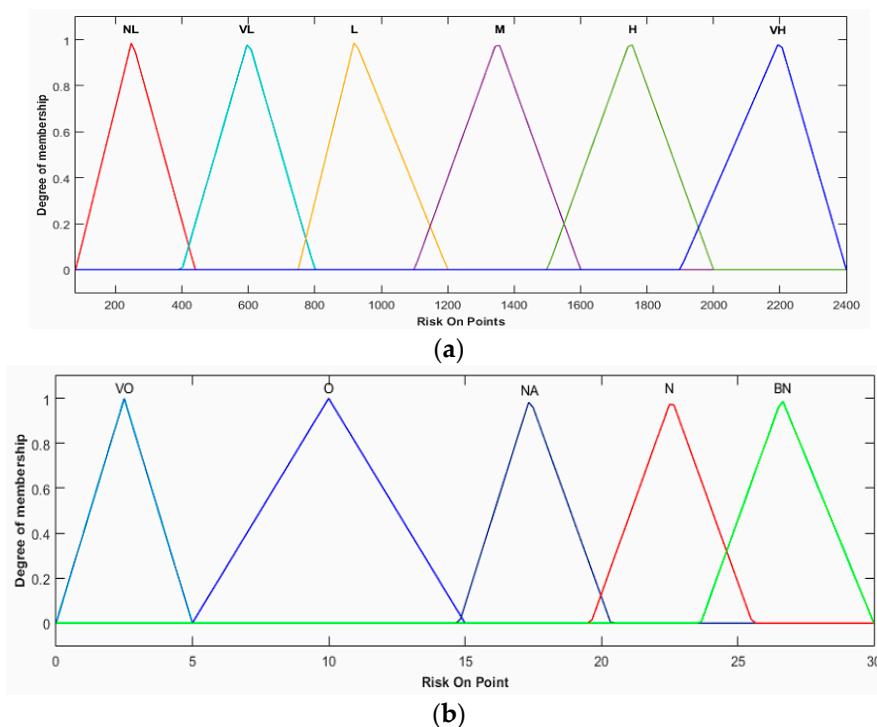 NL VL L M H VH
1
0.8
0.6
0.4
0.2
0
Degree of membership
200 400 600 800 1000 1200 1400 1600 1800 2000 2200 2400
Risk On Points
(a)
VO O NA N BN
1
0.8
0.6
0.4
0.2
0
Degree of membership
0 5 10 15 20 25 30
Risk On Point
(b)